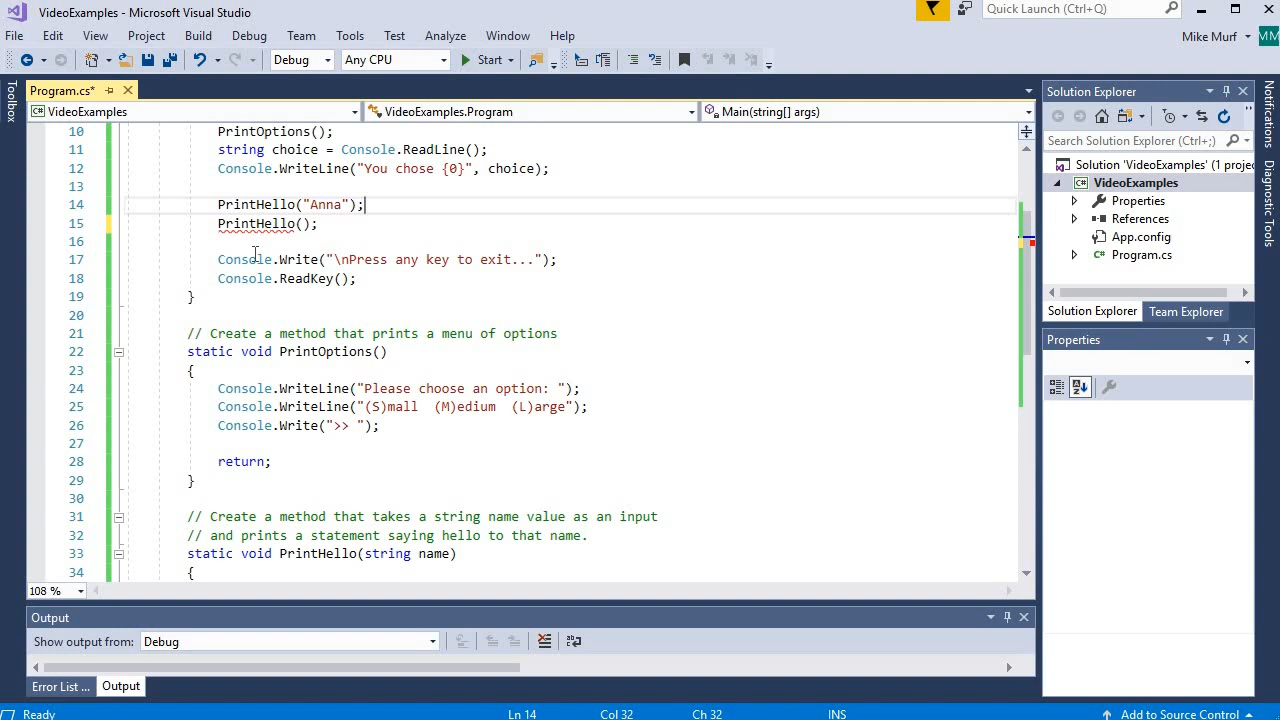 VideoExamples - Microsoft Visual Studio
Quick Launch (Ctrl+Q)
File Edit View Project Build Debug Team Tools Test Analyze Window Help
Mike Murf MM
Debug Any CPU Start
Toolbox
Program.cs*
VideoExamples VideoExamples.Program Main(string[] args)
10 PrintOptions();
11 string choice = Console.ReadLine();
12 Console.WriteLine("You chose {0}", choice);
13
14 PrintHello("Anna");
15 PrintHello();
16
17 Console.Write("\nPress any key to exit...");
18 Console.ReadKey();
19 }
20
21 // Create a method that prints a menu of options
22 static void PrintOptions()
23 {
24 Console.WriteLine("Please choose an option: ");
25 Console.WriteLine("(S)mall  (M)edium  (L)arge");
26 Console.Write(">> ");
27
28 return;
29 }
30
31 // Create a method that takes a string name value as an input
32 // and prints a statement saying hello to that name.
33 static void PrintHello(string name)
34 {
108 %
Output
Show output from: Debug
Error List ... Output
Solution Explorer
Search Solution Explorer (Ctrl+;)
Solution 'VideoExamples' (1 projec
VideoExamples
Properties
References
App.config
Program.cs
Solution Explorer Team Explorer
Properties
Notifications
Diagnostic Tools
Ready Ln 14 Col 32 Ch 32 INS Add to Source Control